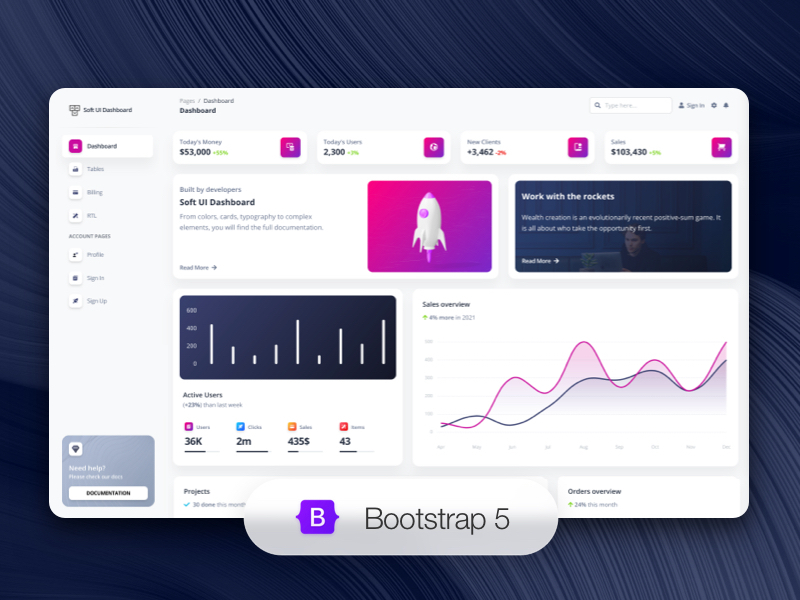 Soft UI Dashboard
Pages / Dashboard
Dashboard
Type here...
Sign In
Dashboard
Tables
Billing
RTL
ACCOUNT PAGES
Profile
Sign In
Sign Up
Need help?
Please check our docs
DOCUMENTATION
Today's Money
$53,000 +55%
Today's Users
2,300 +3%
New Clients
+3,462 -2%
Sales
$103,430 +5%
Built by developers
Soft UI Dashboard
From colors, cards, typography to complex
elements, you will find the full documentation.
Read More
Work with the rockets
Wealth creation is an evolutionarily recent positive-sum game. It
is all about who take the opportunity first.
Read More
600
400
200
0
Active Users
(+23%) than last week
Users
36K
Clicks
2m
Sales
435$
Items
43
Sales overview
4% more in 2021
500
400
300
200
100
0
Apr May Jun Jul Aug Sep Oct Nov Dec
Projects
30 done this month
Orders overview
24% this month
B Bootstrap 5